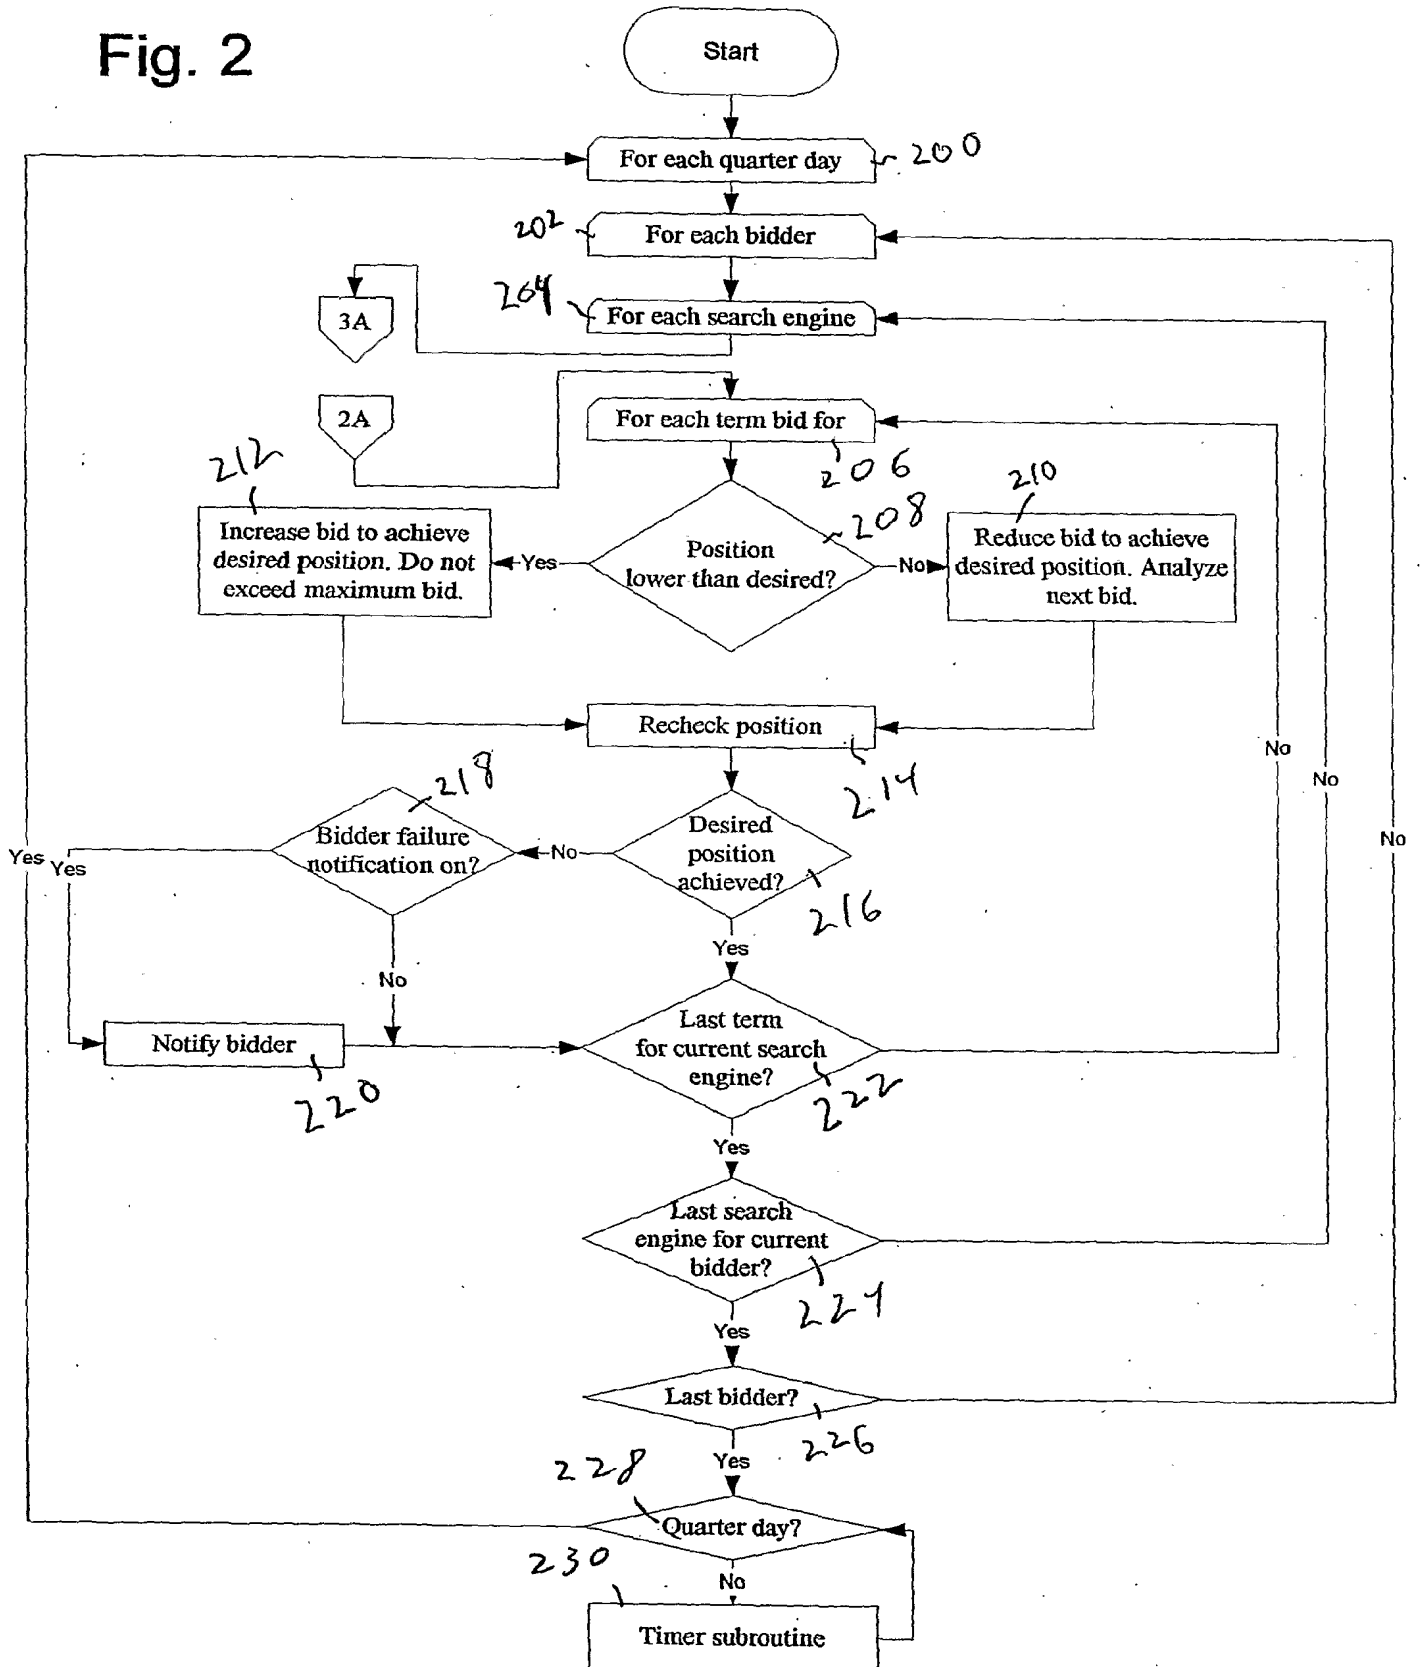 Fig. 2
Start
For each quarter day
200
202
For each bidder
204
For each search engine
3A
2A
For each term bid for
206
212
208
210
Increase bid to achieve
desired position. Do not
exceed maximum bid.
Yes
Position
lower than desired?
No
Reduce bid to achieve
desired position. Analyze
next bid.
Recheck position
214
No
No
No
218
Bidder failure
notification on?
No
Desired
position
achieved?
216
Yes
Yes
Yes
No
Notify bidder
220
Last term
for current search
engine?
222
Yes
Last search
engine for current
bidder?
224
Yes
Last bidder?
226
Yes
228
Quarter day?
230
No
Timer subroutine